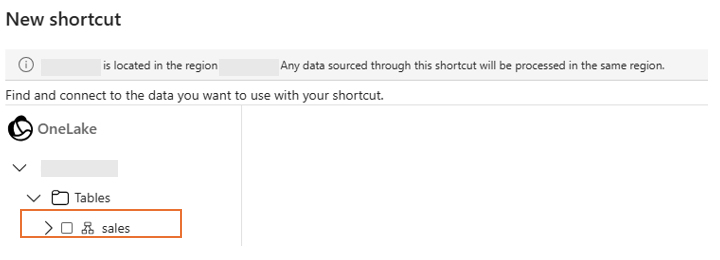 New shortcut
is located in the region Any data sourced through this shortcut will be processed in the same region.
Find and connect to the data you want to use with your shortcut.
OneLake
Tables
sales